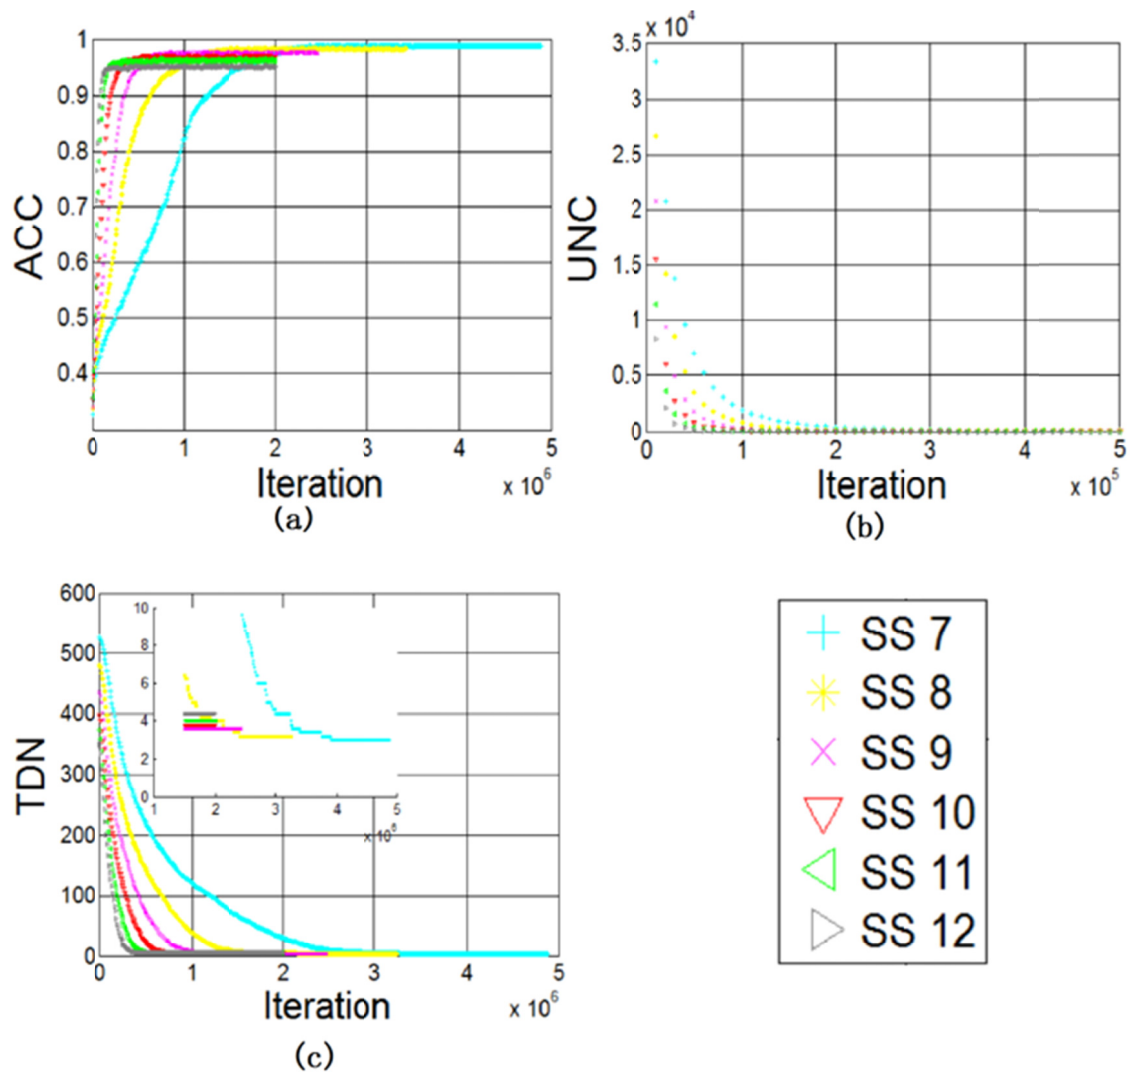 1
0.9
0.8
0.7
0.6
0.5
0.4
ACC
0 1 2 3 4 5
Iteration x 10^6
(a)
x 10^4
3.5
3
2.5
2
1.5
1
0.5
0
UNC
0 1 2 3 4 5
Iteration x 10^5
(b)
600
500
400
300
200
100
0
TDN
10
8
6
4
2
0
1 2 3 4 5
x 10^6
0 1 2 3 4 5
Iteration x 10^6
(c)
SS 7
SS 8
SS 9
SS 10
SS 11
SS 12